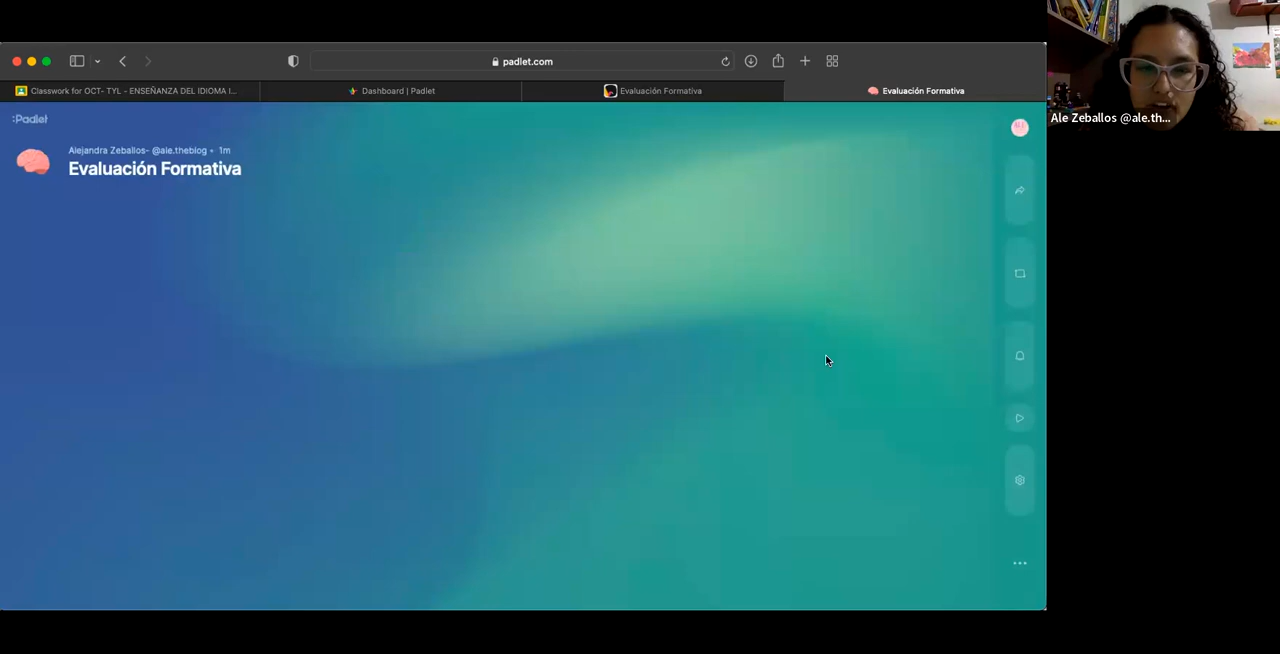 padlet.com
Classwork for OCT- TYL - ENSEÑANZA DEL IDIOMA I...
Dashboard | Padlet
Evaluación Formativa
Evaluación Formativa
:Padlet
Alejandra Zeballos- @ale.theblog • 1m
Evaluación Formativa
Ale Zeballos @ale.th...